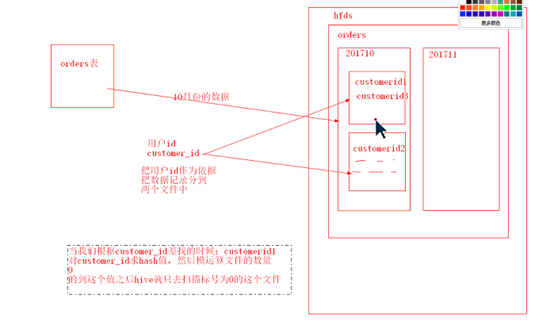 更多颜色
hfds
orders
201710
201711
orders表
customerid1
customerid3
10月份的数据
用户id
customer_id
customerid2
把用户id作为依据
把数据记录分到
两个文件中
当我们根据customer_id差找的时候：customerid1
对customer_id求hash值，然后模运算文件的数量
0
的到这个值之后hive就只去扫描标号为0的这个文件